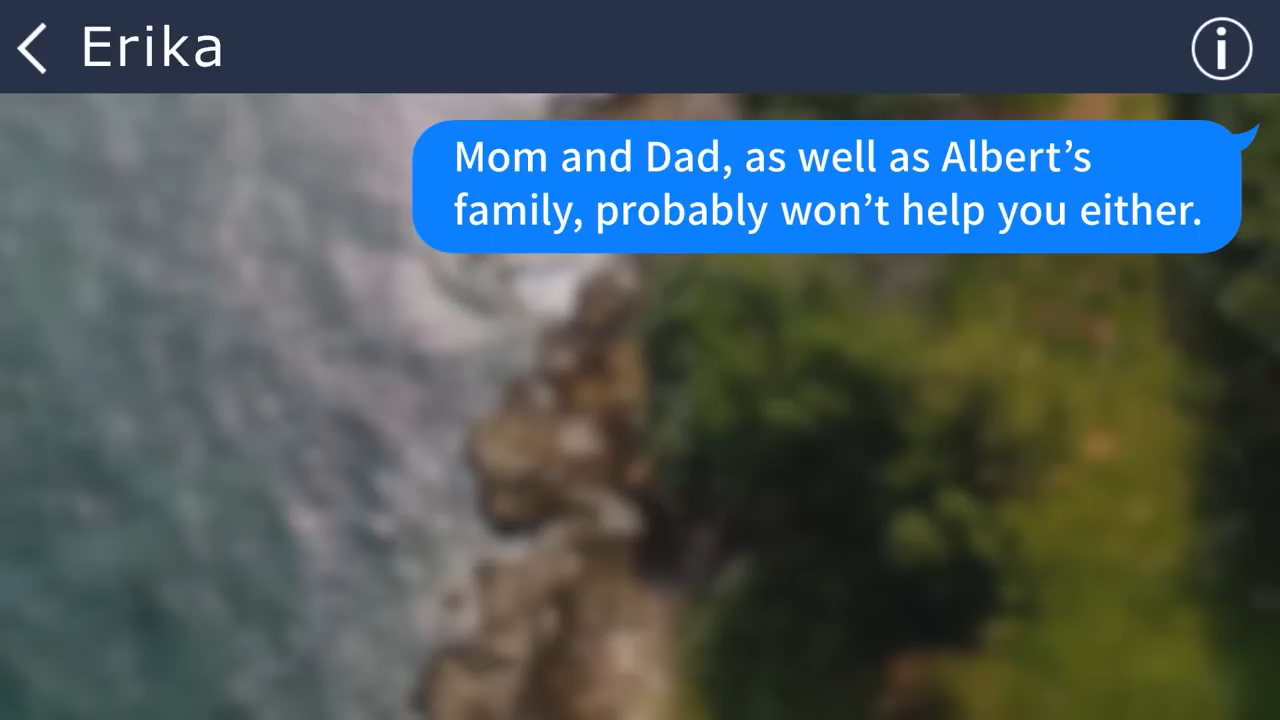 Erika
Mom and Dad, as well as Albert’s
family, probably won’t help you either.